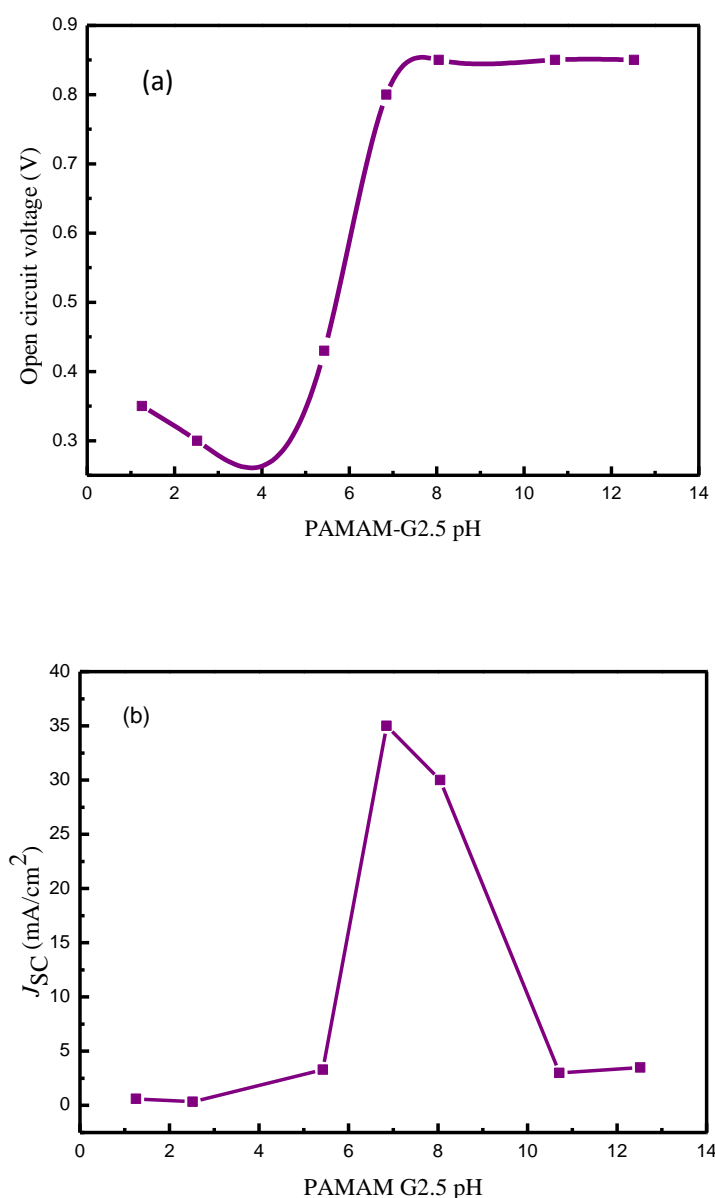 (a)
Open circuit voltage (V)
0.9
0.8
0.7
0.6
0.5
0.4
0.3
0 2 4 6 8 10 12 14
PAMAM-G2.5 pH
(b)
J_SC (mA/cm²)
40
35
30
25
20
15
10
5
0
0 2 4 6 8 10 12 14
PAMAM G2.5 pH